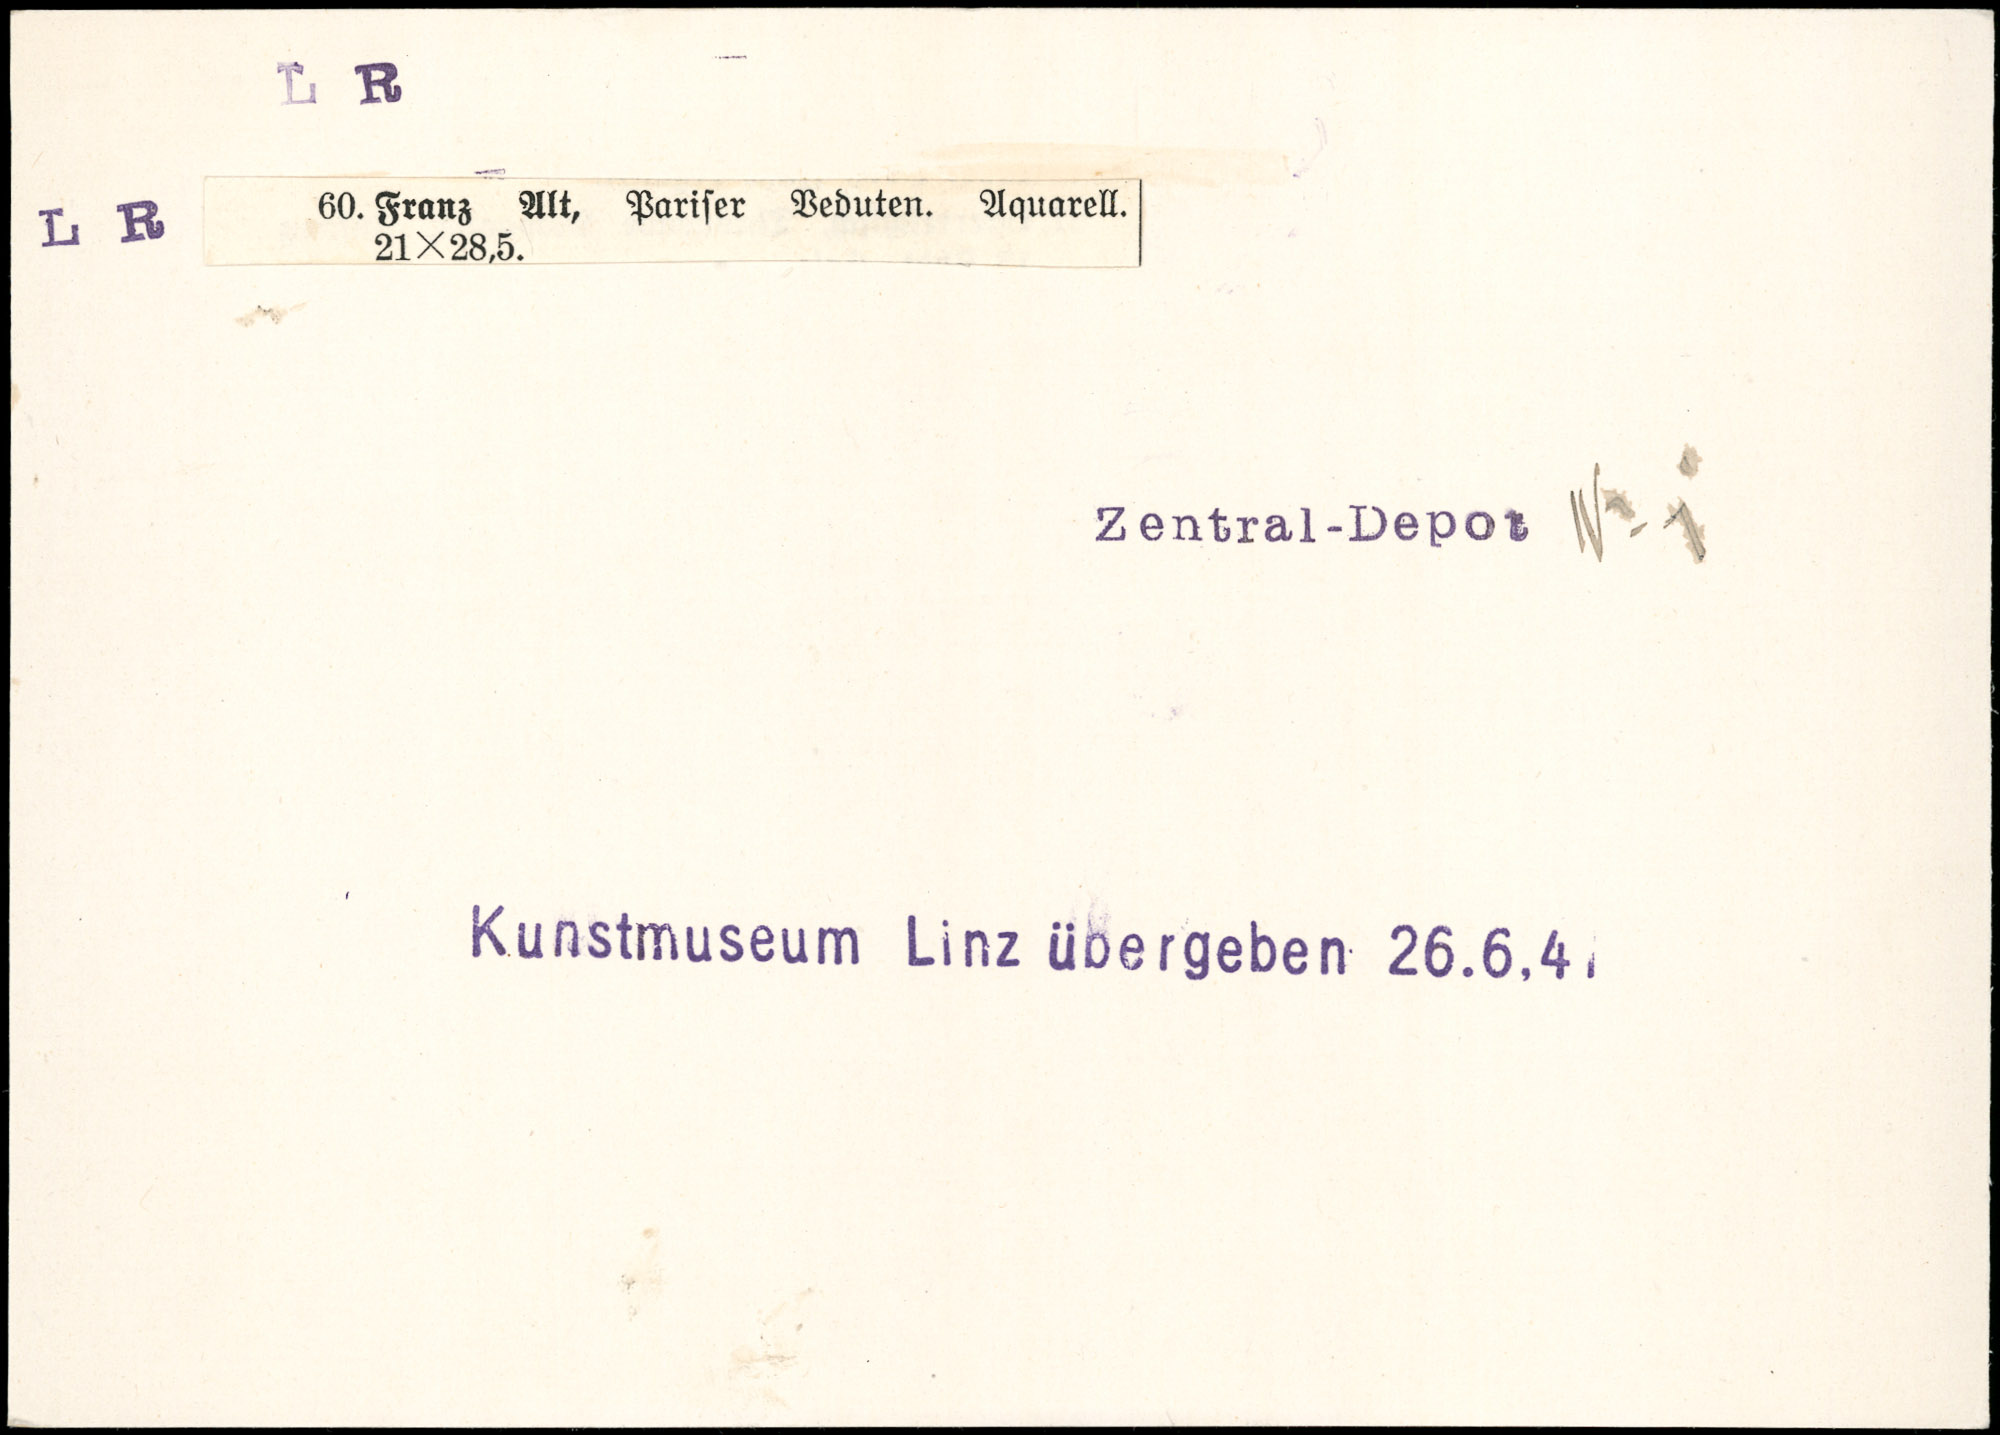 L R
L R
60. Franz Alt, Pariser Veduten. Aquarell.
21×28,5.
Zentral-Depot
Kunstmuseum Linz übergeben 26.6.4